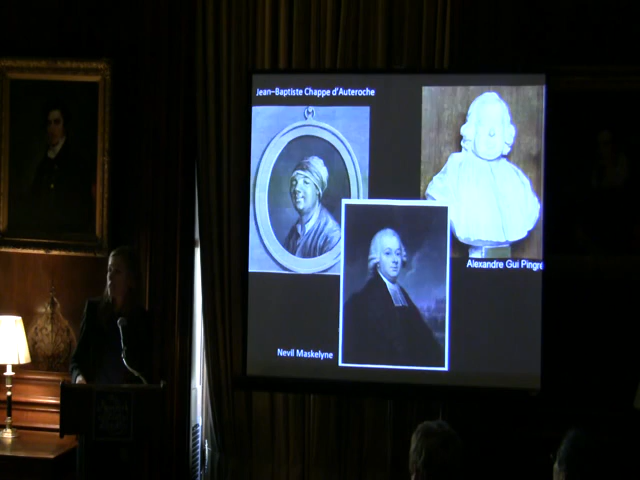 Jean-Baptiste Chappe d'Auteroche
Alexandre Gui Pingré
Nevil Maskelyne